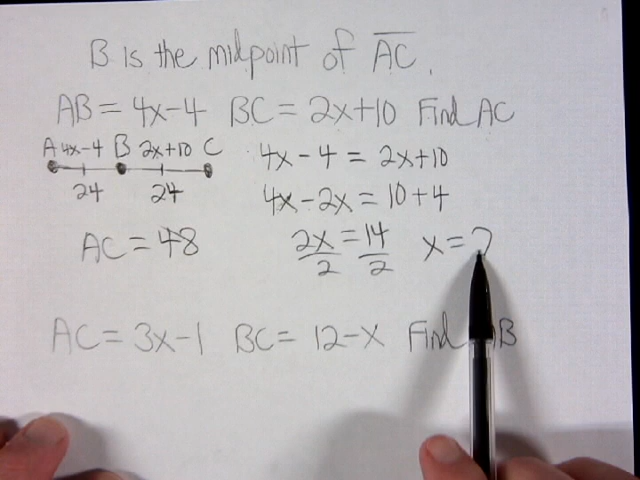 B is the midpoint of AC.
AB = 4x-4 BC = 2x+10 Find AC
A 4x-4 B 2x+10 C
24 24
4x-4 = 2x+10
4x-2x = 10+4
AC = 48
2x = 14
2 2
x =
AC = 3x-1 BC = 12-x Find B